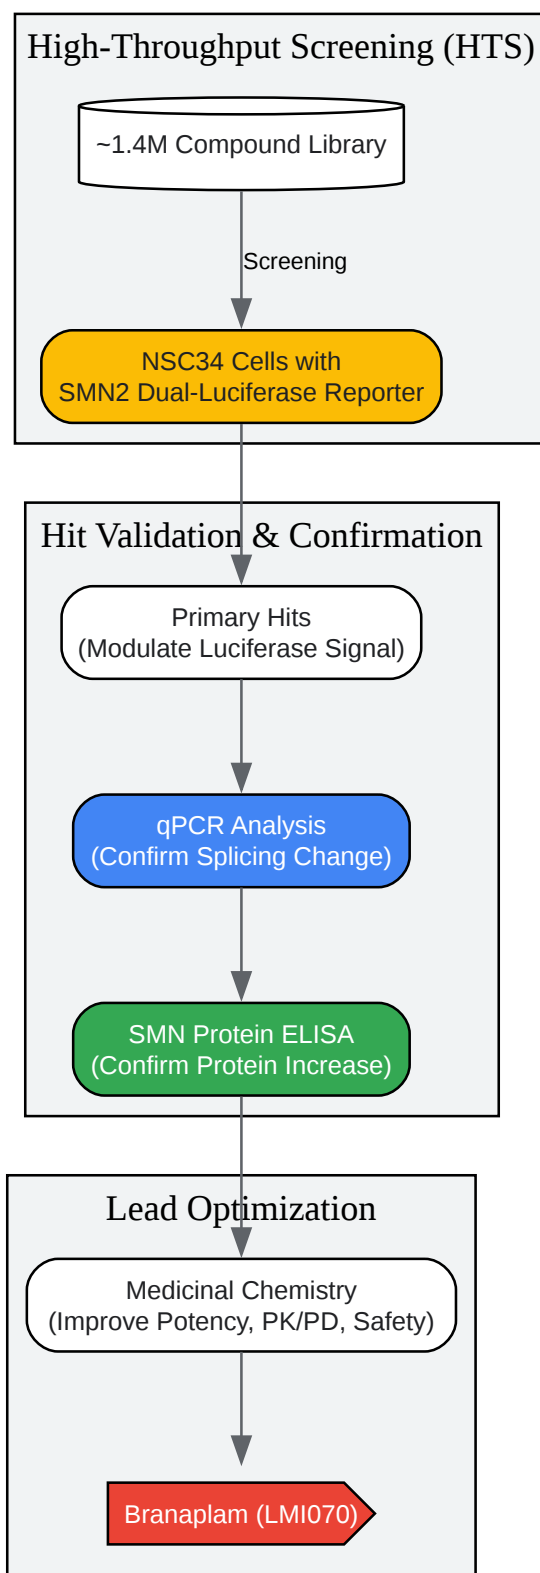 High-Throughput Screening (HTS)
~1.4M Compound Library
Screening
NSC34 Cells with
SMN2 Dual-Luciferase Reporter
Hit Validation & Confirmation
Primary Hits
(Modulate Luciferase Signal)
qPCR Analysis
(Confirm Splicing Change)
SMN Protein ELISA
(Confirm Protein Increase)
Lead Optimization
Medicinal Chemistry
(Improve Potency, PK/PD, Safety)
Branaplam (LMI070)